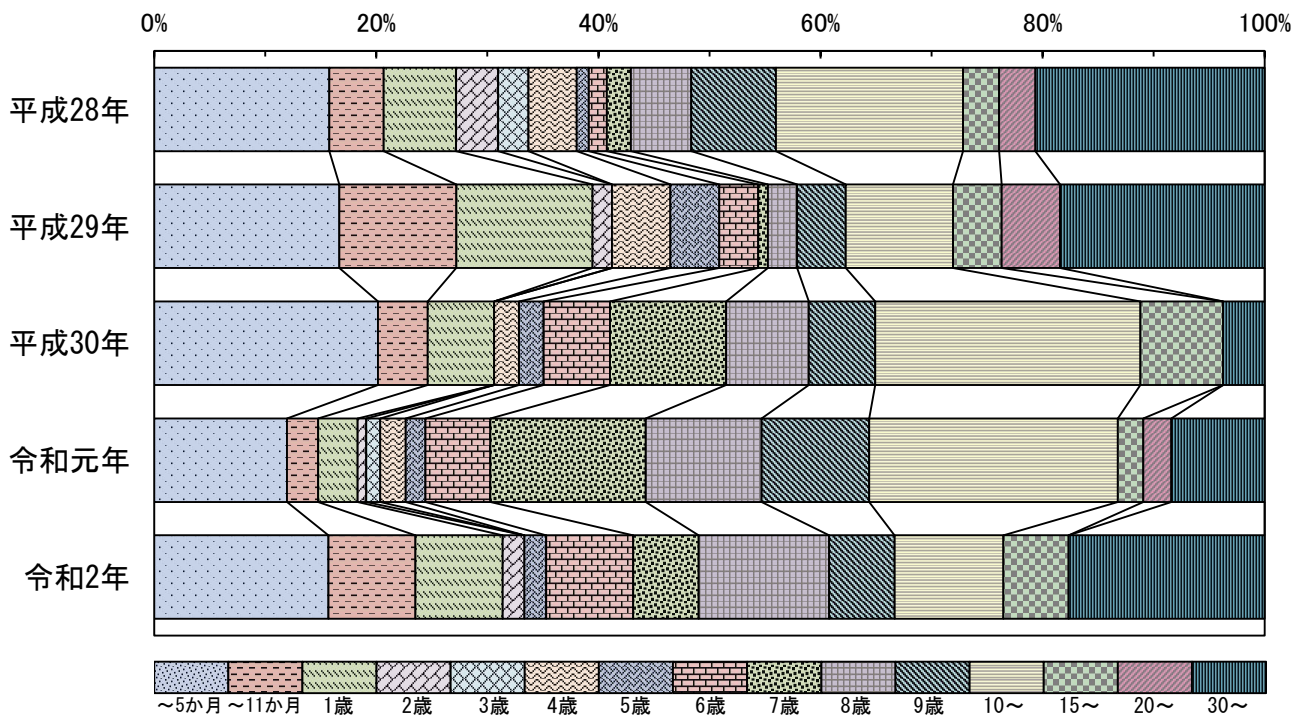 0% 20% 40% 60% 80% 100%
平成28年
平成29年
平成30年
令和元年
令和2年
～5か月 ～11か月 1歳 2歳 3歳 4歳 5歳 6歳 7歳 8歳 9歳 10～ 15～ 20～ 30～